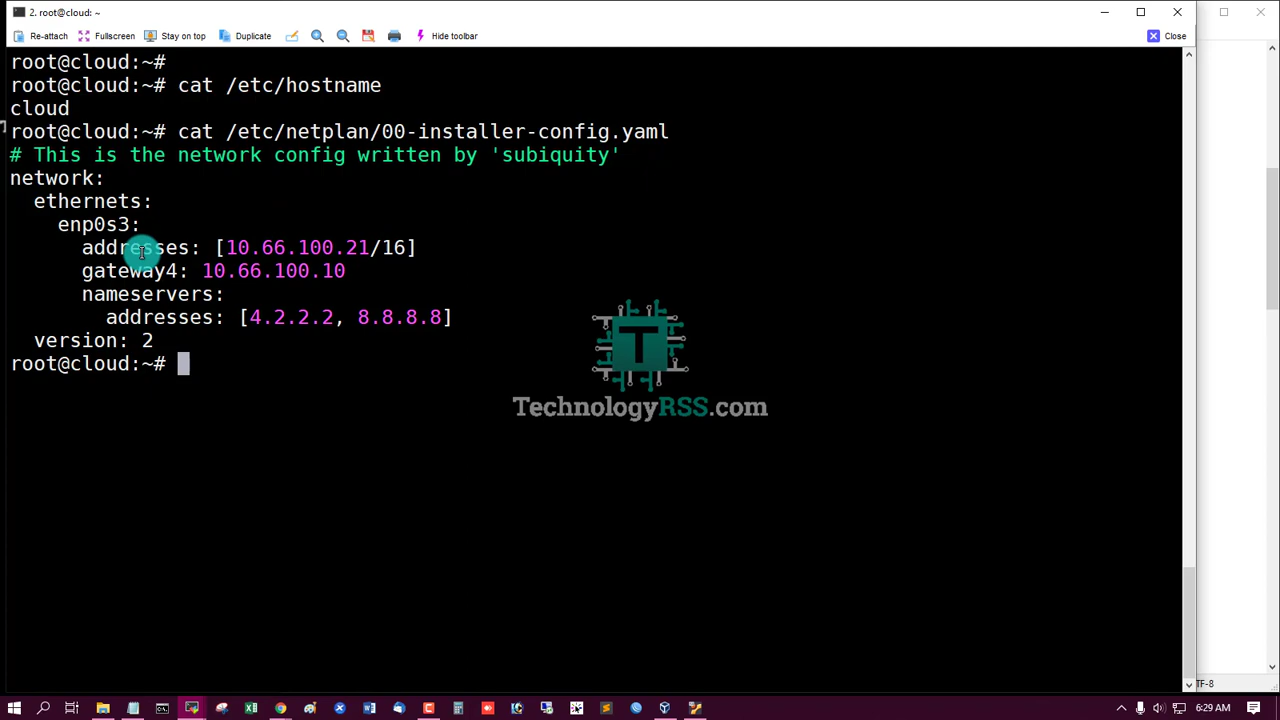 2. root@cloud: ~
Re-attach Fullscreen Stay on top Duplicate Hide toolbar Close
root@cloud:~#
root@cloud:~# cat /etc/hostname
cloud
root@cloud:~# cat /etc/netplan/00-installer-config.yaml
# This is the network config written by 'subiquity'
network:
  ethernets:
    enp0s3:
      addresses: [10.66.100.21/16]
      gateway4: 10.66.100.10
      nameservers:
        addresses: [4.2.2.2, 8.8.8.8]
  version: 2
root@cloud:~#
T
TechnologyRSS.com
TF-8
6:29 AM